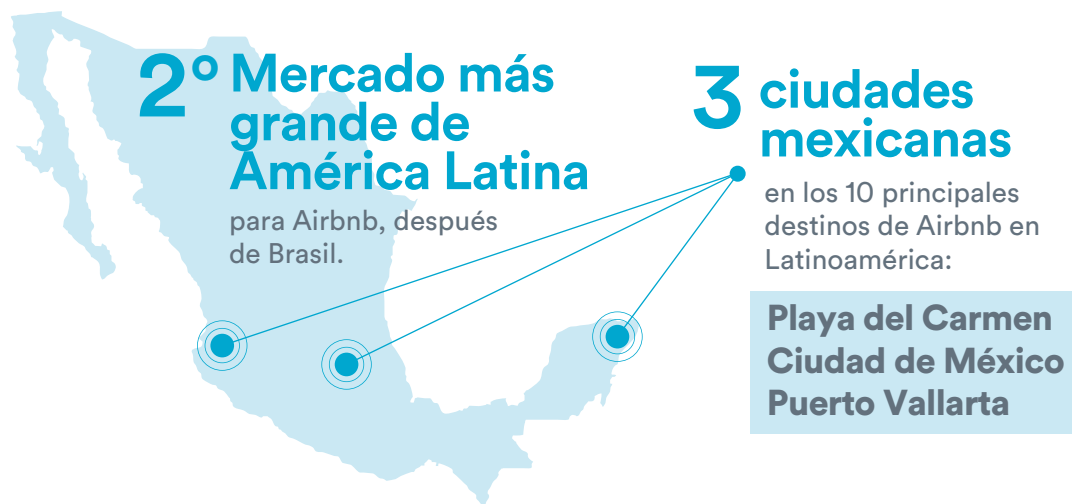 2° Mercado más
grande de
América Latina
para Airbnb, después
de Brasil.
3 ciudades
mexicanas
en los 10 principales
destinos de Airbnb en
Latinoamérica:
Playa del Carmen
Ciudad de México
Puerto Vallarta